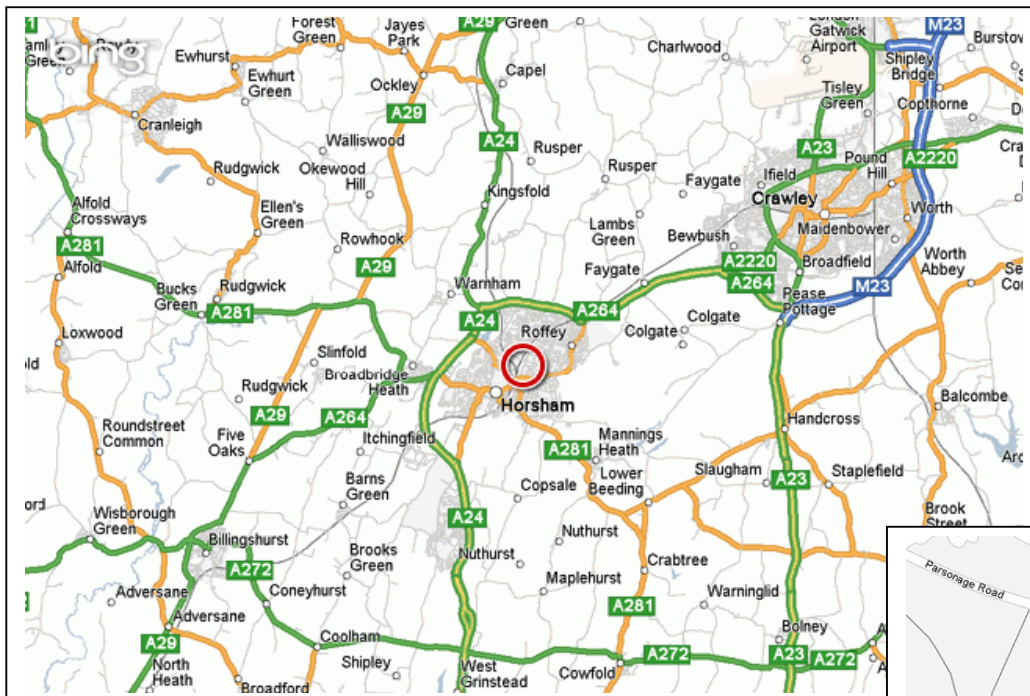 A29
Green
Forest
Green
Jayes
Park
bing
Green
Ewhurst
Ewhurt
Green
Ockley
Capel
Charlwood
London
Gatwick
Airport
M23
Burstow
Shipley
Bridge
Tisley
Green
Copthorne
Cranleigh
A29
A24
A23
Walliswood
Okewood
Hill
Rusper
Rusper
Pound
Hill
A2220
Rudgwick
Kingsfold
Faygate
Ifield
Crawley
Worth
Alfold
Crossways
Ellen's
Green
Rowhook
Lambs
Green
Bewbush
Maidenbower
A281
Alfold
A29
Faygate
A2220
Broadfield
Worth
Abbey
A264
M23
Bucks
Green
Rudgwick
Warnham
Pease
Pottage
A281
A24
A264
Colgate
Colgate
Loxwood
Roffey
Slinfold
Broadbridge
Heath
Rudgwick
Horsham
Balcombe
A29
A264
Handcross
Roundstreet
Common
Five
Oaks
Itchingfield
A281
Mannings
Heath
Slaugham
Staplefield
Barns
Green
Copsale
Lower
Beeding
A23
Wisborough
Green
A24
Brook
Street
Billingshurst
Nuthurst
Brooks
Green
Nuthurst
Crabtree
Parsonage Road
A272
Maplehurst
Adversane
Coneyhurst
A281
Warninglid
Adversane
Bolney
A29
Coolham
A272
A23
A272
North
Heath
Shipley
West
Grinstead
Cowfold
Broadford